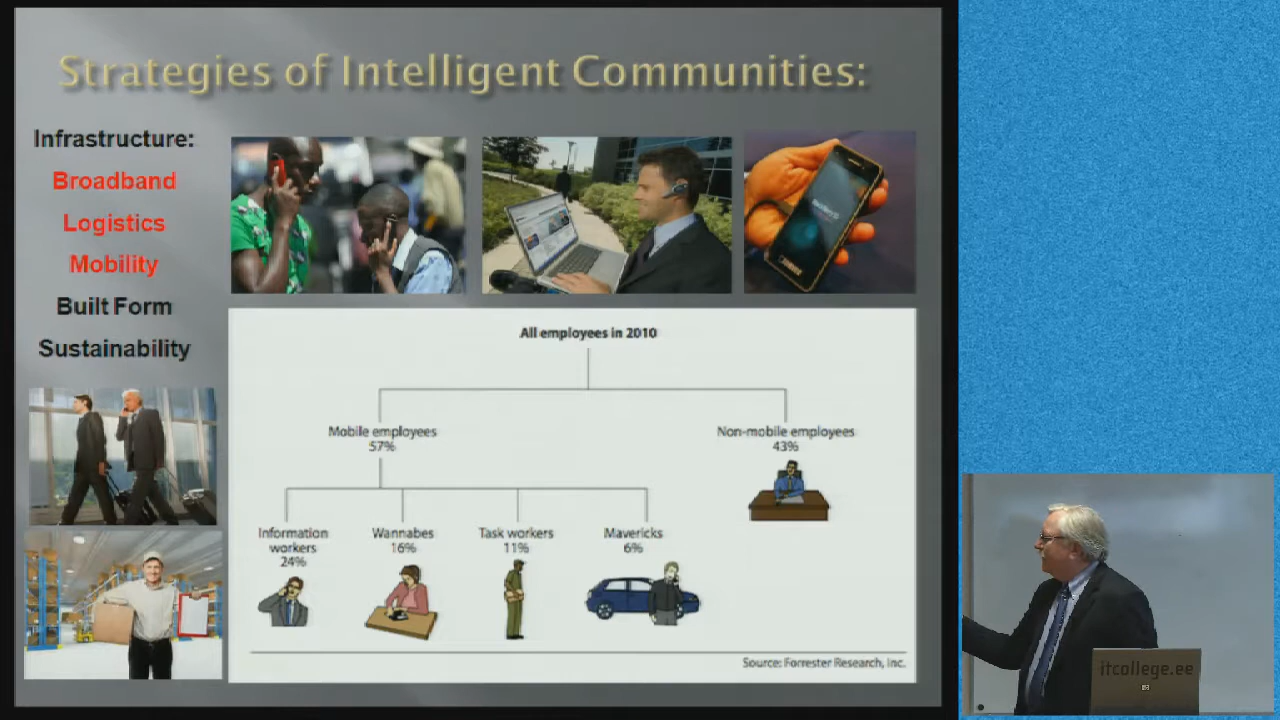 Strategies of Intelligent Communities:
Infrastructure:
Broadband
Logistics
Mobility
Built Form
Sustainability
All employees in 2010
Mobile employees
57%
Non-mobile employees
43%
Information
workers
24%
Wannabes
16%
Task workers
11%
Mavericks
6%
Source: Forrester Research, Inc.
itcollege.ee